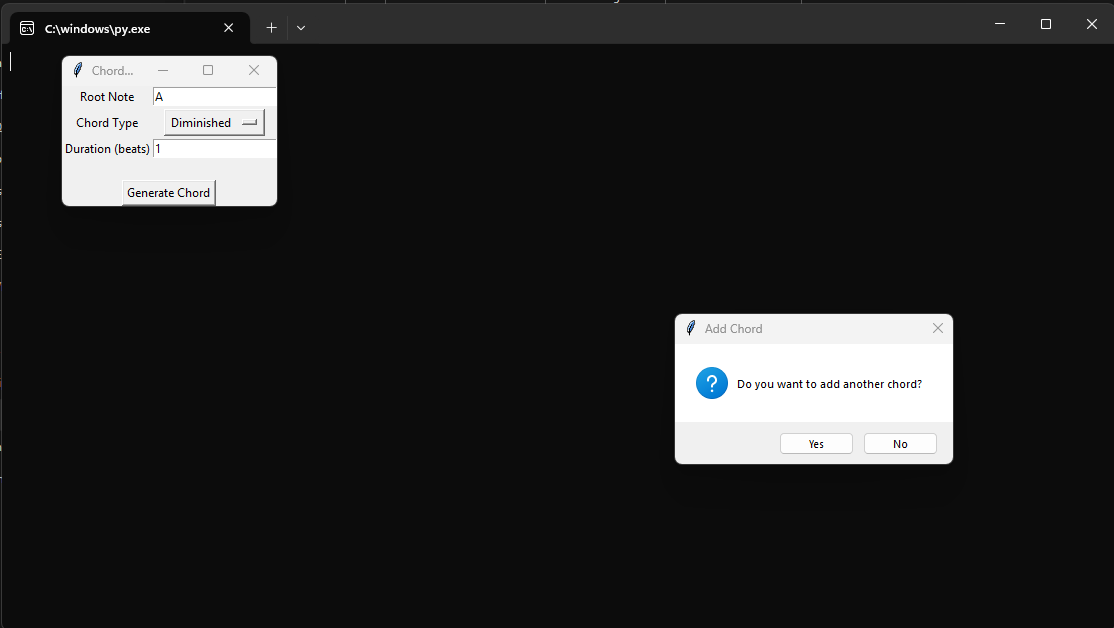 C:\windows\py.exe
Chord...
Root Note A
Chord Type Diminished
Duration (beats) 1
Generate Chord
Add Chord
Do you want to add another chord?
Yes No